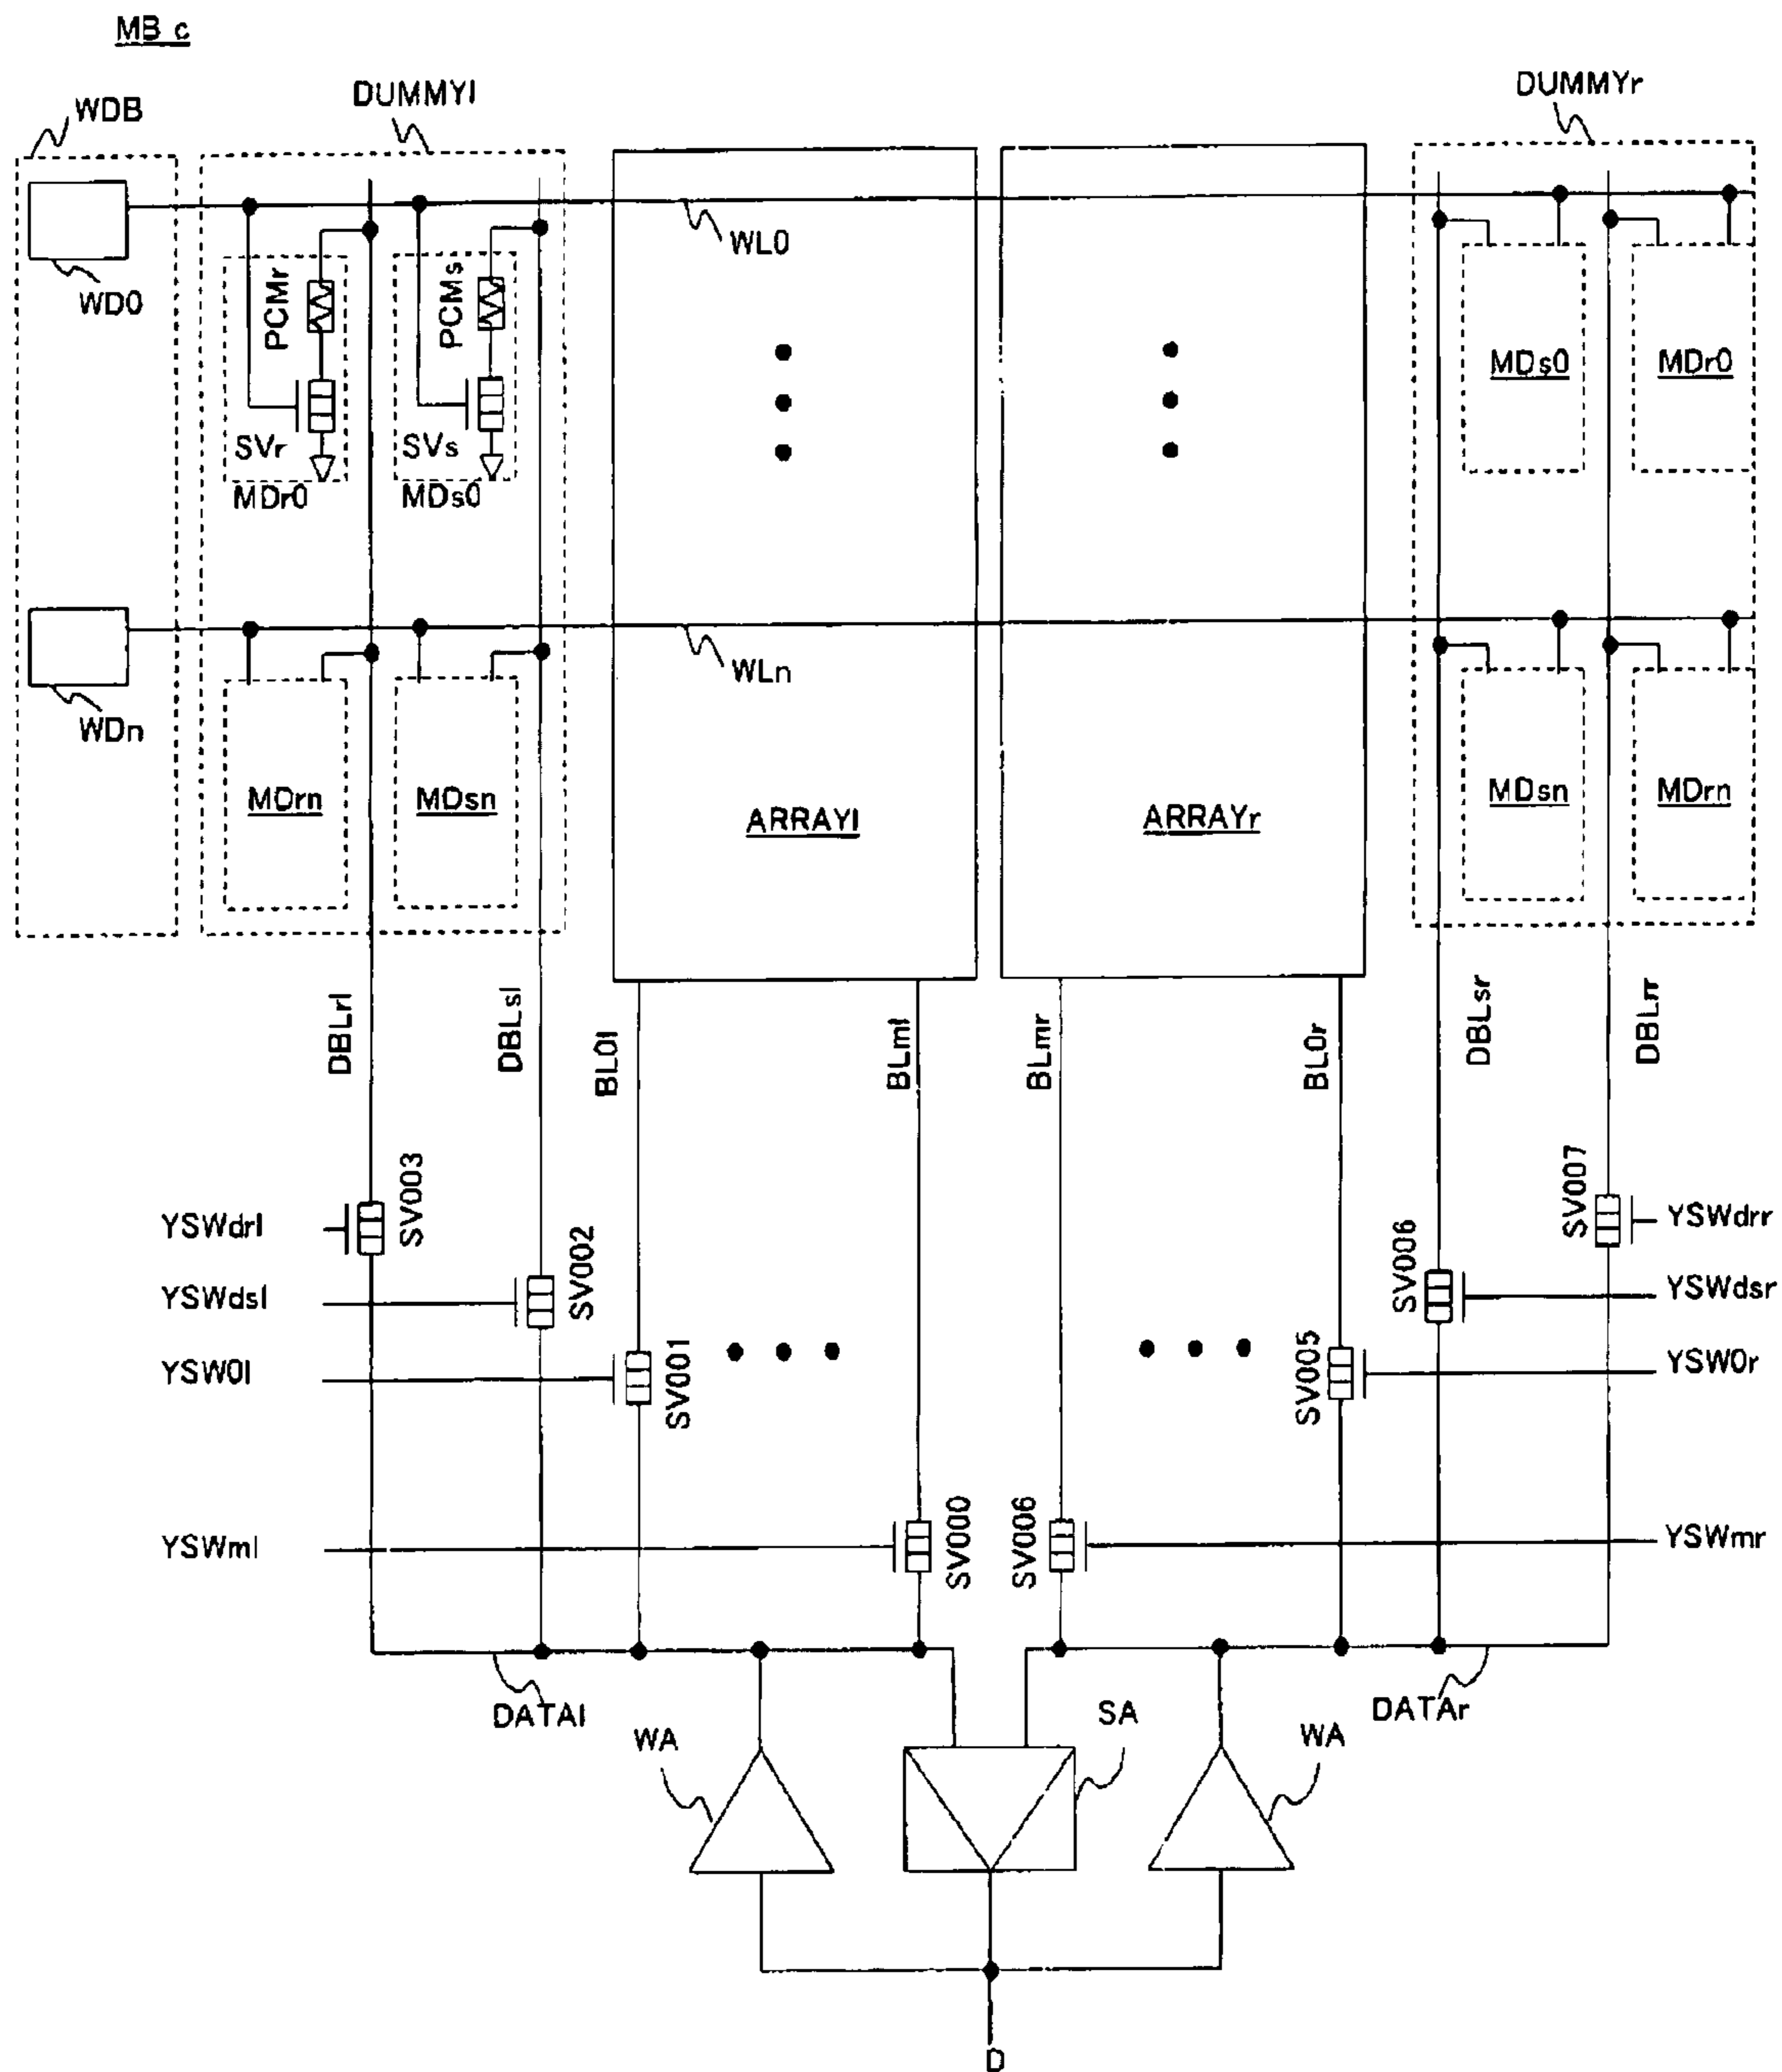 MB c
WDB
DUMMYl
DUMMYr
WD0
PCMr
PCMs
WL0
SVr
SVs
MDr0
MDs0
MDs0
MDr0
WDn
WLn
MDrn
MDsn
ARRAYl
ARRAYr
MDsn
MDrn
DBLrl
DBLsl
BL0l
BLml
BLmr
BL0r
DBLsr
DBLrr
YSWdrl
SV003
SV007
YSWdrr
YSWdsl
SV002
SV006
YSWdsr
YSW0l
SV001
SV005
YSW0r
YSWml
SV000
SV006
YSWmr
DATAl
DATAr
WA
SA
WA
D